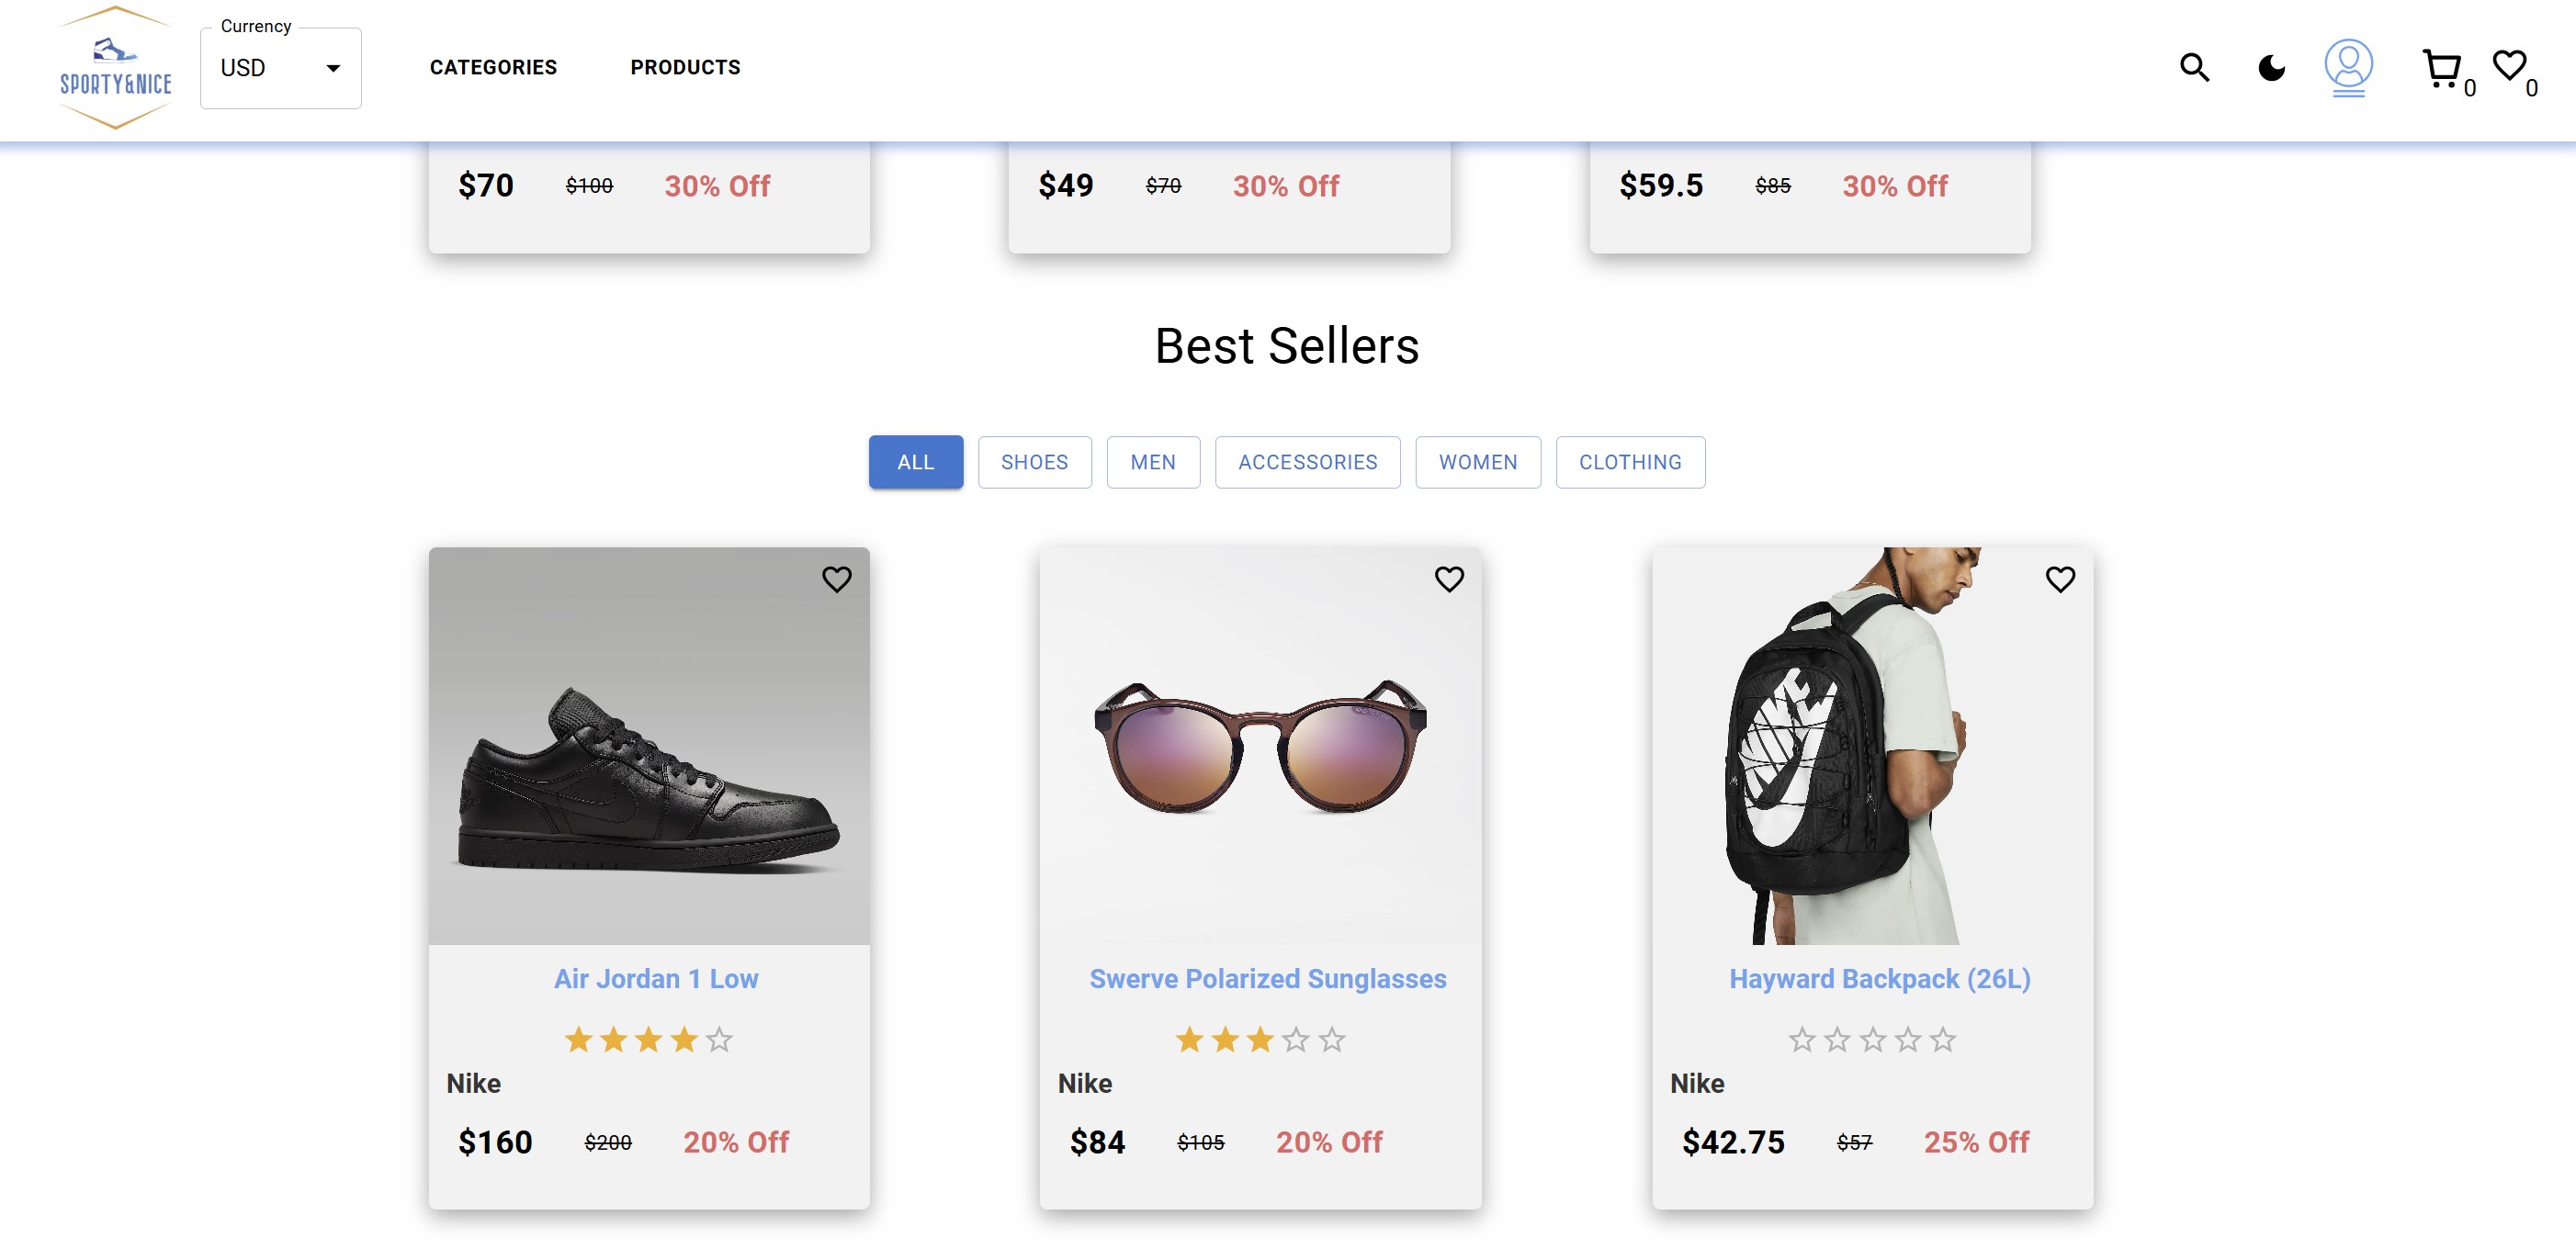 SPORTY&NICE
Currency
USD
CATEGORIES
PRODUCTS
0
0
$70 $100 30% Off
$49 $70 30% Off
$59.5 $85 30% Off
Best Sellers
ALL
SHOES
MEN
ACCESSORIES
WOMEN
CLOTHING
Air Jordan 1 Low
Nike
$160 $200 20% Off
Swerve Polarized Sunglasses
Nike
$84 $105 20% Off
Hayward Backpack (26L)
Nike
$42.75 $57 25% Off